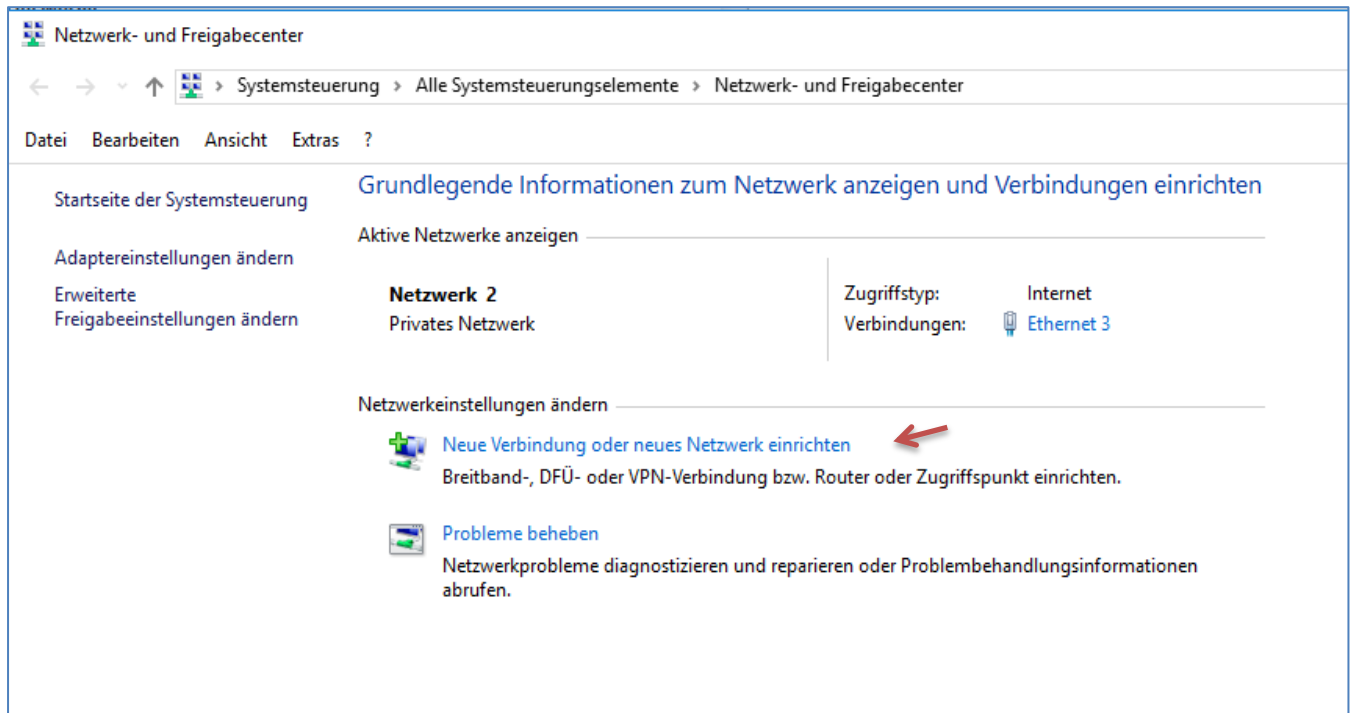 Netzwerk- und Freigabecenter
Systemsteuerung > Alle Systemsteuerungselemente > Netzwerk- und Freigabecenter
Datei Bearbeiten Ansicht Extras ?
Startseite der Systemsteuerung
Adaptereinstellungen ändern
Erweiterte
Freigabeeinstellungen ändern
Grundlegende Informationen zum Netzwerk anzeigen und Verbindungen einrichten
Aktive Netzwerke anzeigen
Netzwerk 2
Privates Netzwerk
Zugriffstyp: Internet
Verbindungen: Ethernet 3
Netzwerkeinstellungen ändern
Neue Verbindung oder neues Netzwerk einrichten
Breitband-, DFÜ- oder VPN-Verbindung bzw. Router oder Zugriffspunkt einrichten.
Probleme beheben
Netzwerkprobleme diagnostizieren und reparieren oder Problembehandlungsinformationen
abrufen.